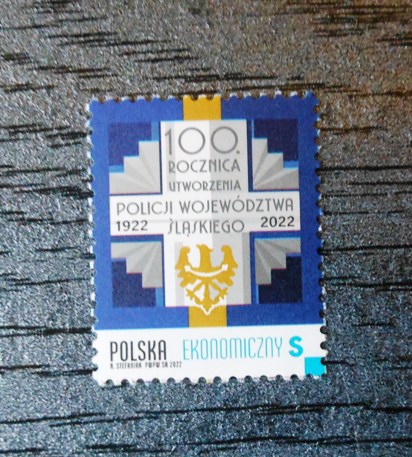 100.
ROCZNICA
UTWORZENIA
POLICJI WOJEWÓDZTWA
1922 ŚLĄSKIEGO 2022
POLSKA EKONOMICZNY S
A. STEFANIAK PWPW SA 2022